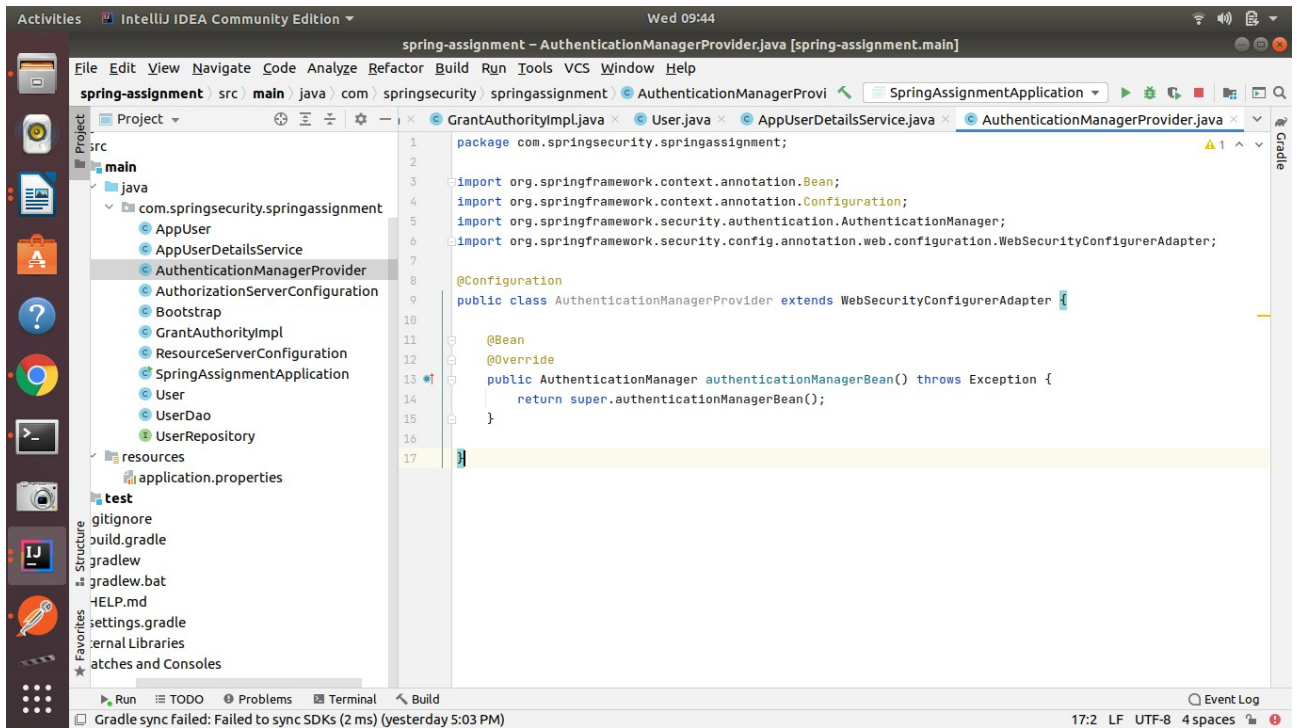 Activities IntelliJ IDEA Community Edition Wed 09:44
spring-assignment – AuthenticationManagerProvider.java [spring-assignment.main]
File Edit View Navigate Code Analyze Refactor Build Run Tools VCS Window Help
spring-assignment src main java com springsecurity springassignment AuthenticationManagerProvi SpringAssignmentApplication
Project GrantAuthorityImpl.java User.java AppUserDetailsService.java AuthenticationManagerProvider.java
Project
Gradle
src
main
java
com.springsecurity.springassignment
AppUser
AppUserDetailsService
AuthenticationManagerProvider
AuthorizationServerConfiguration
Bootstrap
GrantAuthorityImpl
ResourceServerConfiguration
SpringAssignmentApplication
User
UserDao
UserRepository
resources
application.properties
test
gitignore
build.gradle
gradlew
gradlew.bat
HELP.md
settings.gradle
ternal Libraries
atches and Consoles
Structure
Favorites
1 package com.springsecurity.springassignment;
2
3 import org.springframework.context.annotation.Bean;
4 import org.springframework.context.annotation.Configuration;
5 import org.springframework.security.authentication.AuthenticationManager;
6 import org.springframework.security.config.annotation.web.configuration.WebSecurityConfigurerAdapter;
7
8 @Configuration
9 public class AuthenticationManagerProvider extends WebSecurityConfigurerAdapter {
10
11 @Bean
12 @Override
13 public AuthenticationManager authenticationManagerBean() throws Exception {
14 return super.authenticationManagerBean();
15 }
16
17 }
1
Run TODO Problems Terminal Build Event Log
Gradle sync failed: Failed to sync SDKs (2 ms) (yesterday 5:03 PM) 17:2 LF UTF-8 4 spaces